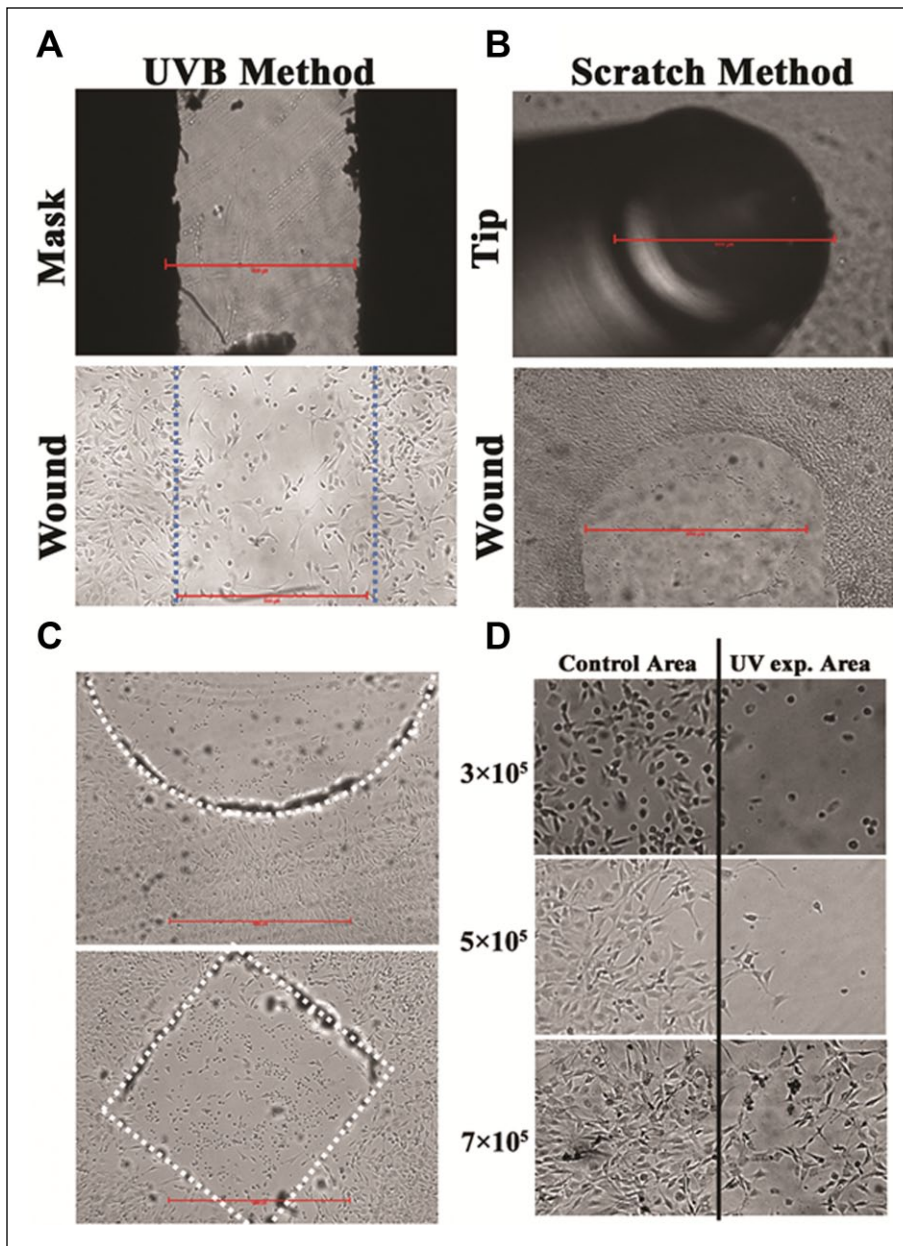 A
UVB Method
Mask
Wound
B
Scratch Method
Tip
Wound
C
D
Control Area
UV exp. Area
3×10⁵
5×10⁵
7×10⁵